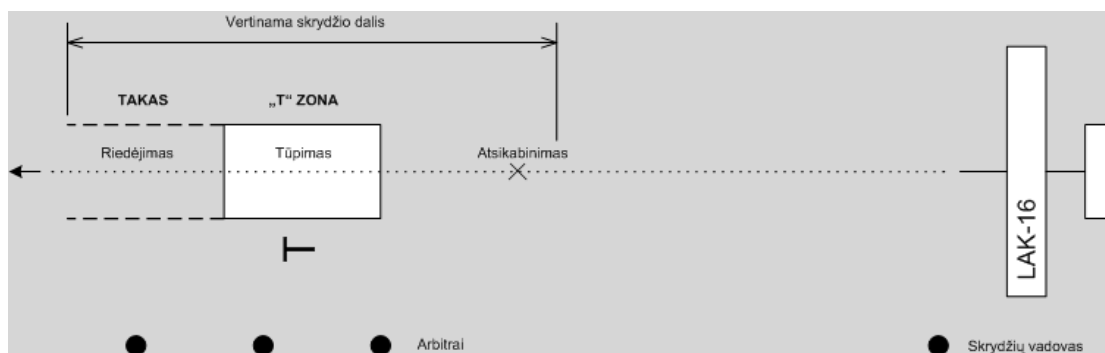 Vertinama skrydžio dalis
TAKAS
„T“ ZONA
Riedėjimas
Tūpimas
Atsikabinimas
LAK-16
T
Arbitrai
Skrydžių vadovas